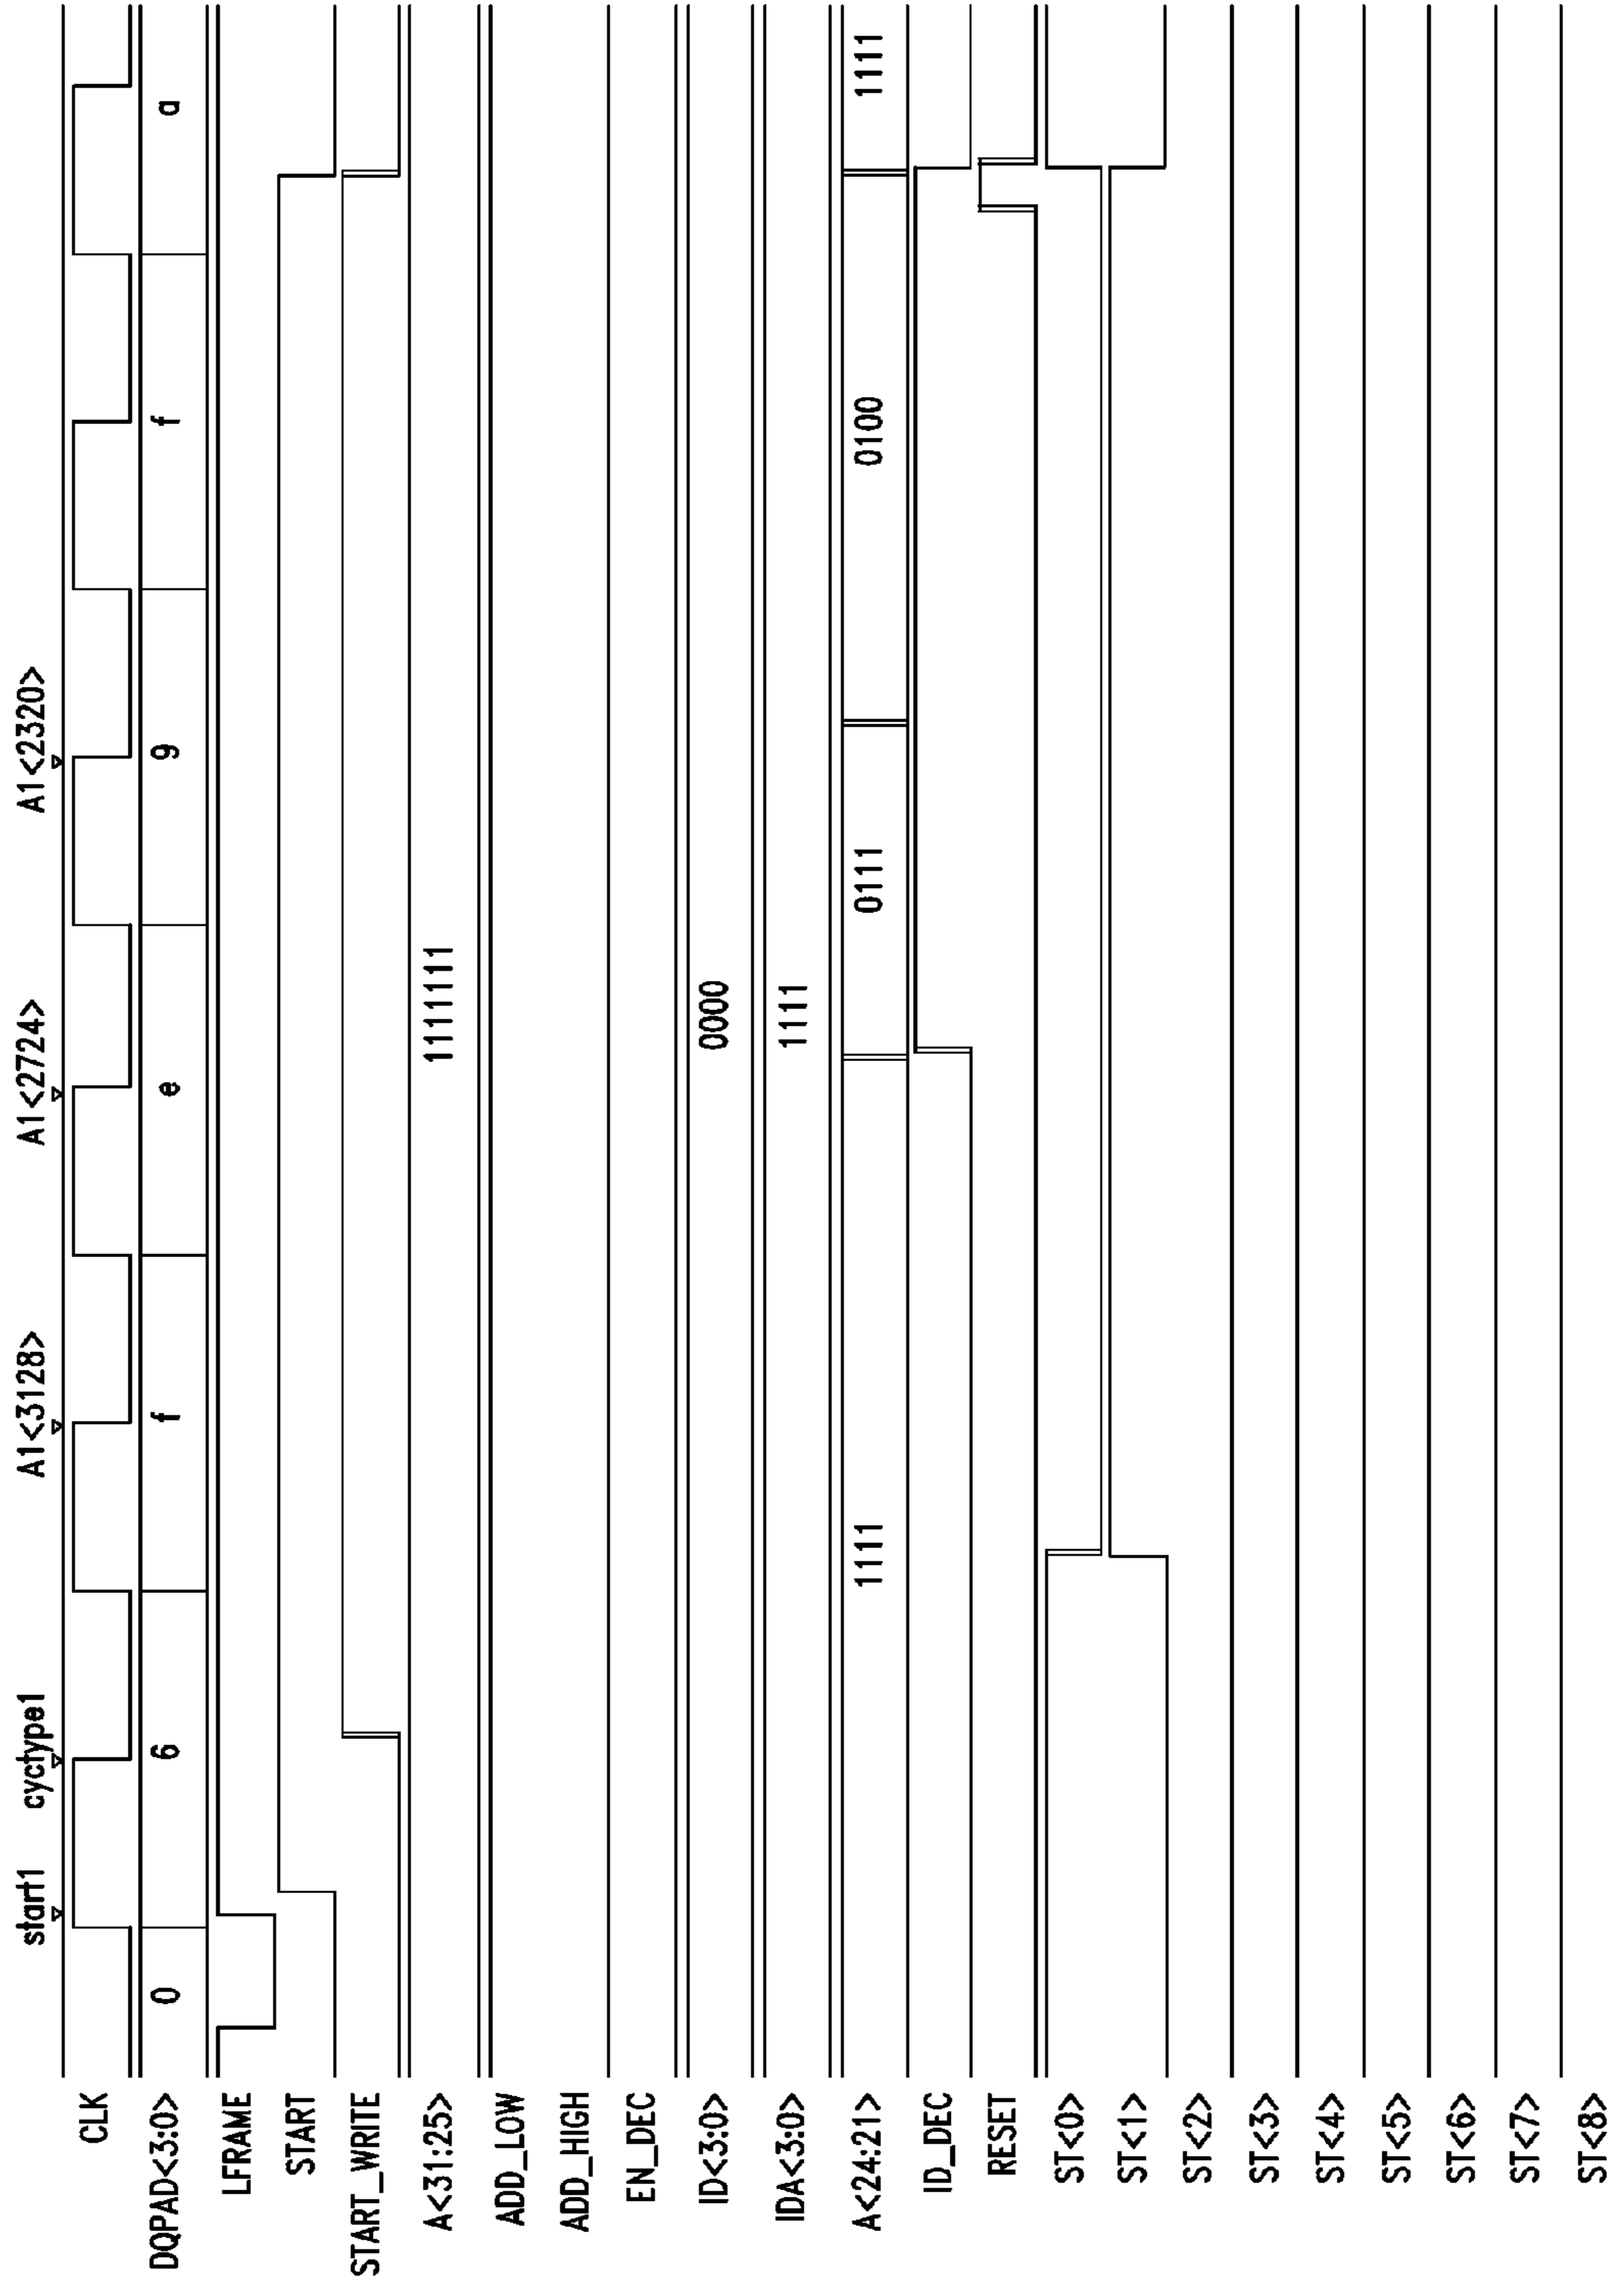 start1 cyctype1 A1<3128> A1<2724> A1<2320>
CLK
DQPAD<3:0> 0 6 f e 9 f a
LFRAME
START
START_WRITE
A<31:25> 1111111
ADD_LOW
ADD_HIGH
EN_DEC
ID<3:0> 0000
IDA<3:0> 1111
A<24:21> 1111 0111 0100 1111
ID_DEC
RESET
ST<0>
ST<1>
ST<2>
ST<3>
ST<4>
ST<5>
ST<6>
ST<7>
ST<8>